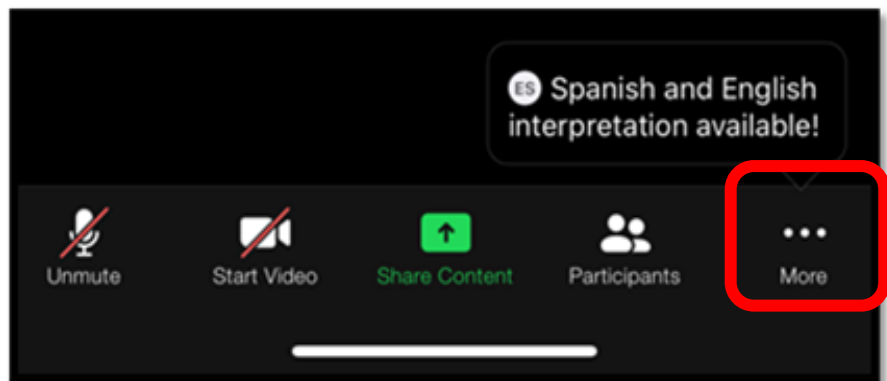 ES Spanish and English
interpretation available!
Unmute
Start Video
Share Content
Participants
More